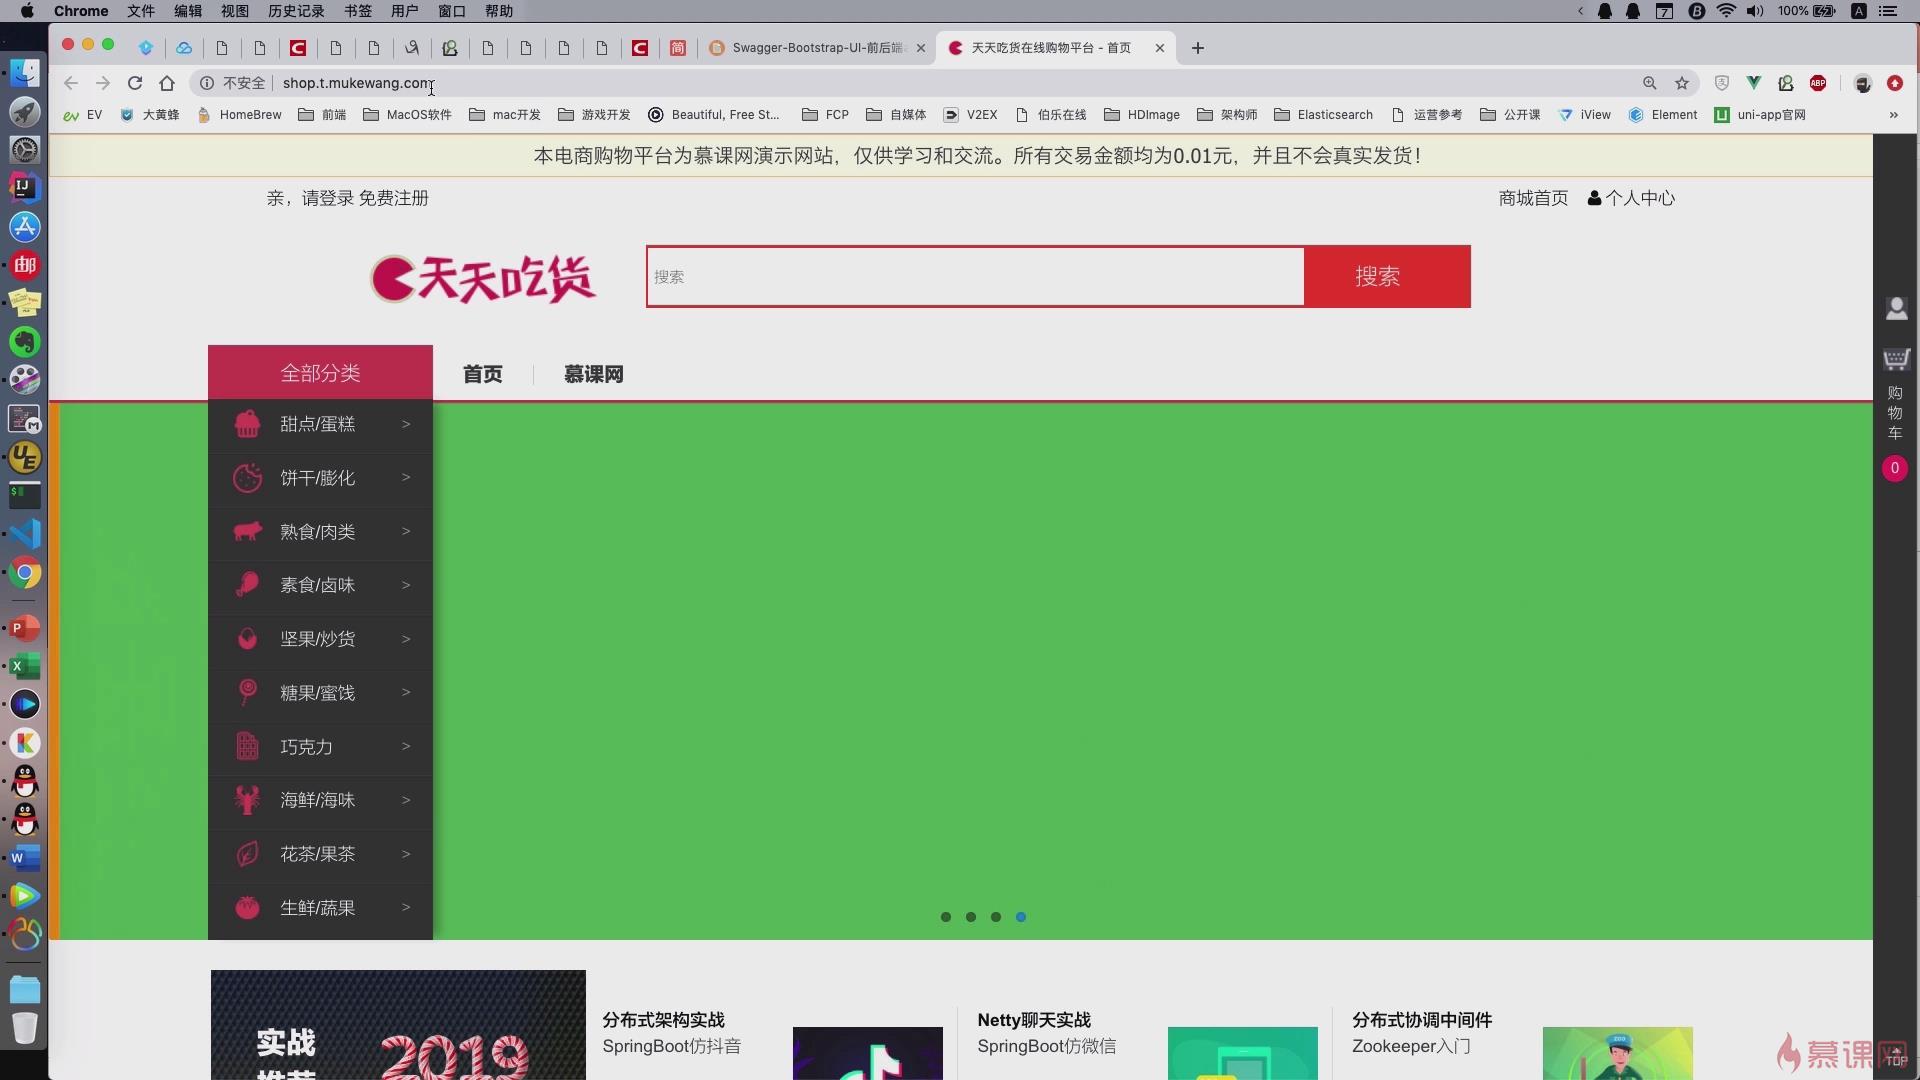 Chrome 文件 编辑 视图 历史记录 书签 用户 窗口 帮助
100%
Swagger-Bootstrap-UI-前后端
天天吃货在线购物平台 - 首页
不安全 shop.t.mukewang.com
EV 大黄蜂 HomeBrew 前端 MacOS软件 mac开发 游戏开发 Beautiful, Free St... FCP 自媒体 V2EX 伯乐在线 HDImage 架构师 Elasticsearch 运营参考 公开课 iView Element uni-app官网 »
本电商购物平台为慕课网演示网站，仅供学习和交流。所有交易金额均为0.01元，并且不会真实发货！
亲，请登录 免费注册
商城首页 个人中心
天天吃货
搜索
搜索
全部分类 首页 慕课网
甜点/蛋糕 >
饼干/膨化 >
熟食/肉类 >
素食/卤味 >
坚果/炒货 >
糖果/蜜饯 >
巧克力 >
海鲜/海味 >
花茶/果茶 >
生鲜/蔬果 >
购
物
车
0
实战
推荐
2019
分布式架构实战
SpringBoot仿抖音
Netty聊天实战
SpringBoot仿微信
分布式协调中间件
Zookeeper入门
ZOO
慕课网
TOP